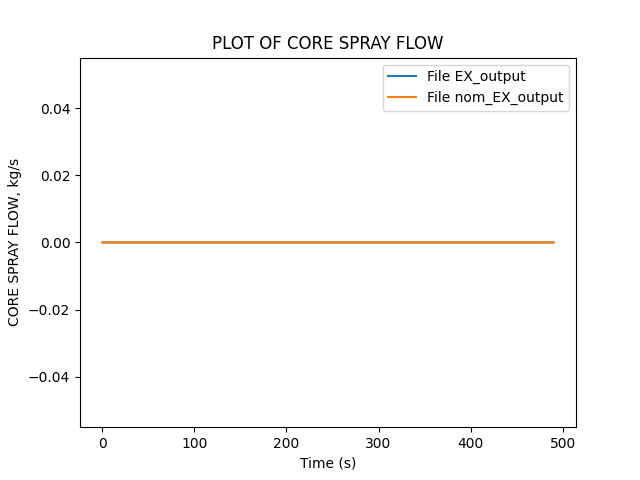 PLOT OF CORE SPRAY FLOW
File EX_output
File nom_EX_output
CORE SPRAY FLOW, kg/s
0.04
0.02
0.00
−0.02
−0.04
0 100 200 300 400 500
Time (s)